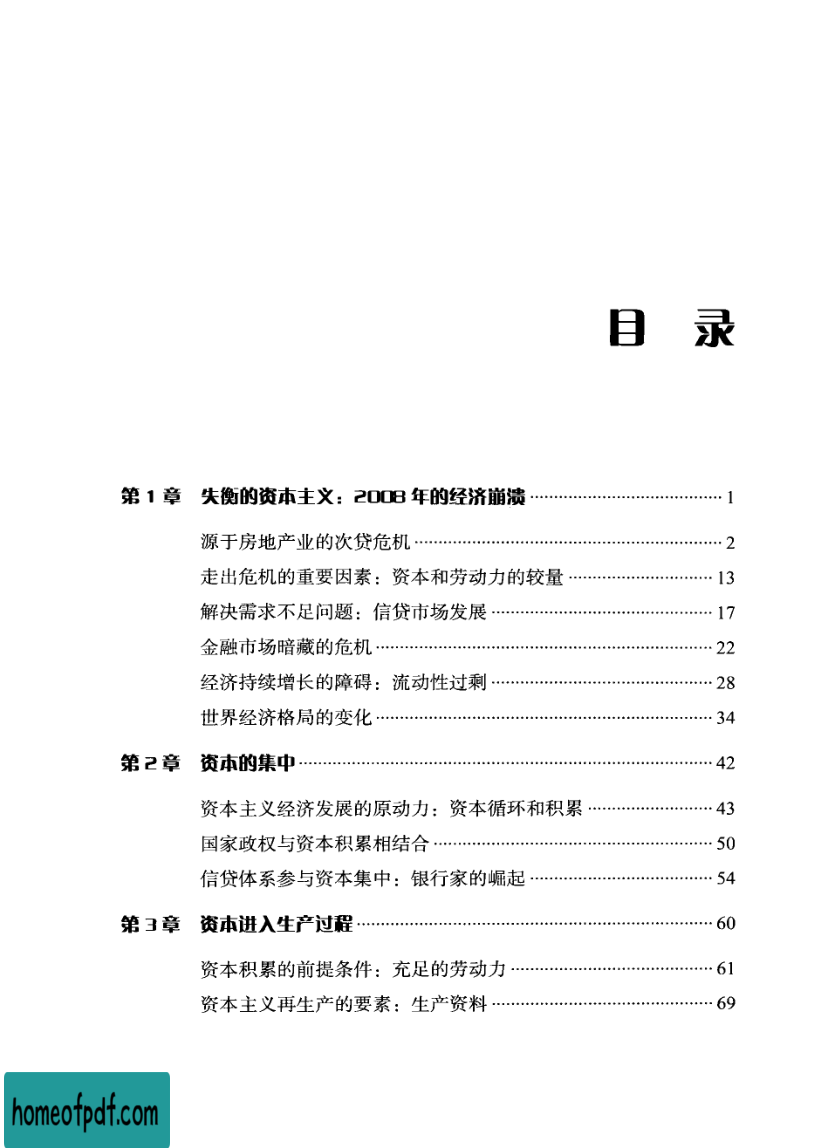 目 录
第1章 失衡的资本主义：2008年的经济崩溃 1
源于房地产业的次贷危机 2
走出危机的重要因素：资本和劳动力的较量 13
解决需求不足问题：信贷市场发展 17
金融市场暗藏的危机 22
经济持续增长的障碍：流动性过剩 28
世界经济格局的变化 34
第2章 资本的集中 42
资本主义经济发展的原动力：资本循环和积累 43
国家政权与资本积累相结合 50
信贷体系参与资本集中：银行家的崛起 54
第3章 资本进入生产过程 60
资本积累的前提条件：充足的劳动力 61
资本主义再生产的要素：生产资料 69
homeofpdf.com